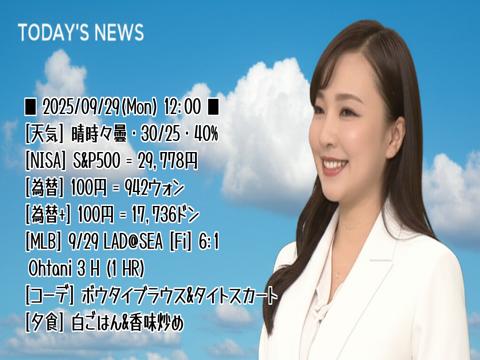 TODAY'S NEWS
■ 2025/09/29(Mon) 12:00 ■
[天気] 晴時々曇・30/25・40%
[NISA] S&P500 = 29,778円
[為替] 100円 = 942ウォン
[為替+] 100円 = 17,736ドン
[MLB] 9/29 LAD@SEA [Fi] 6:1
Ohtani 3 H (1 HR)
[コーデ] ボウタイブラウス&タイトスカート
[夕食] 白ごはん&香味炒め